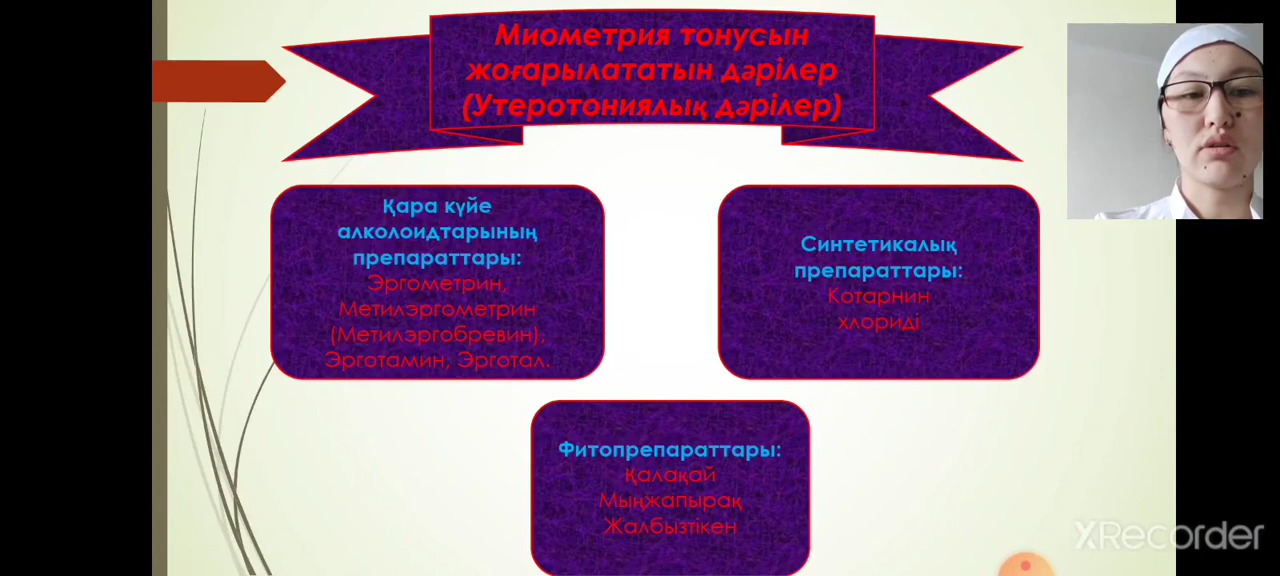 Миометрия тонусын
жоғарылататын дәрілер
(Утеротониялық дәрілер)
Қара күйе
алколоидтарының
препараттары:
Эргометрин,
Метилэргометрин
(Метилэргобревин),
Эрготамин, Эрготал.
Синтетикалық
препараттары:
Котарнин
хлориді
Фитопрепараттары:
Қалақай
Мыңжапырақ
Жалбызтікен
XRecorder